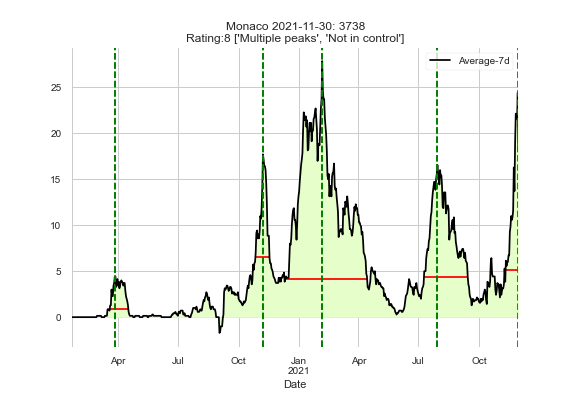 Monaco 2021-11-30: 3738
Rating:8 ['Multiple peaks', 'Not in control']
Average-7d
25
20
15
10
5
0
Apr Jul Oct Jan Apr Jul Oct
2021
Date